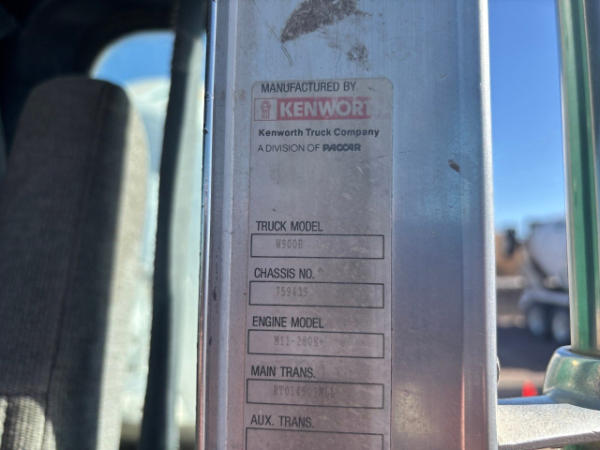 MANUFACTURED BY
KENWORT
Kenworth Truck Company
A DIVISION OF PACCAR
TRUCK MODEL
W900B
CHASSIS NO.
ENGINE MODEL
MAIN TRANS.
AUX. TRANS.